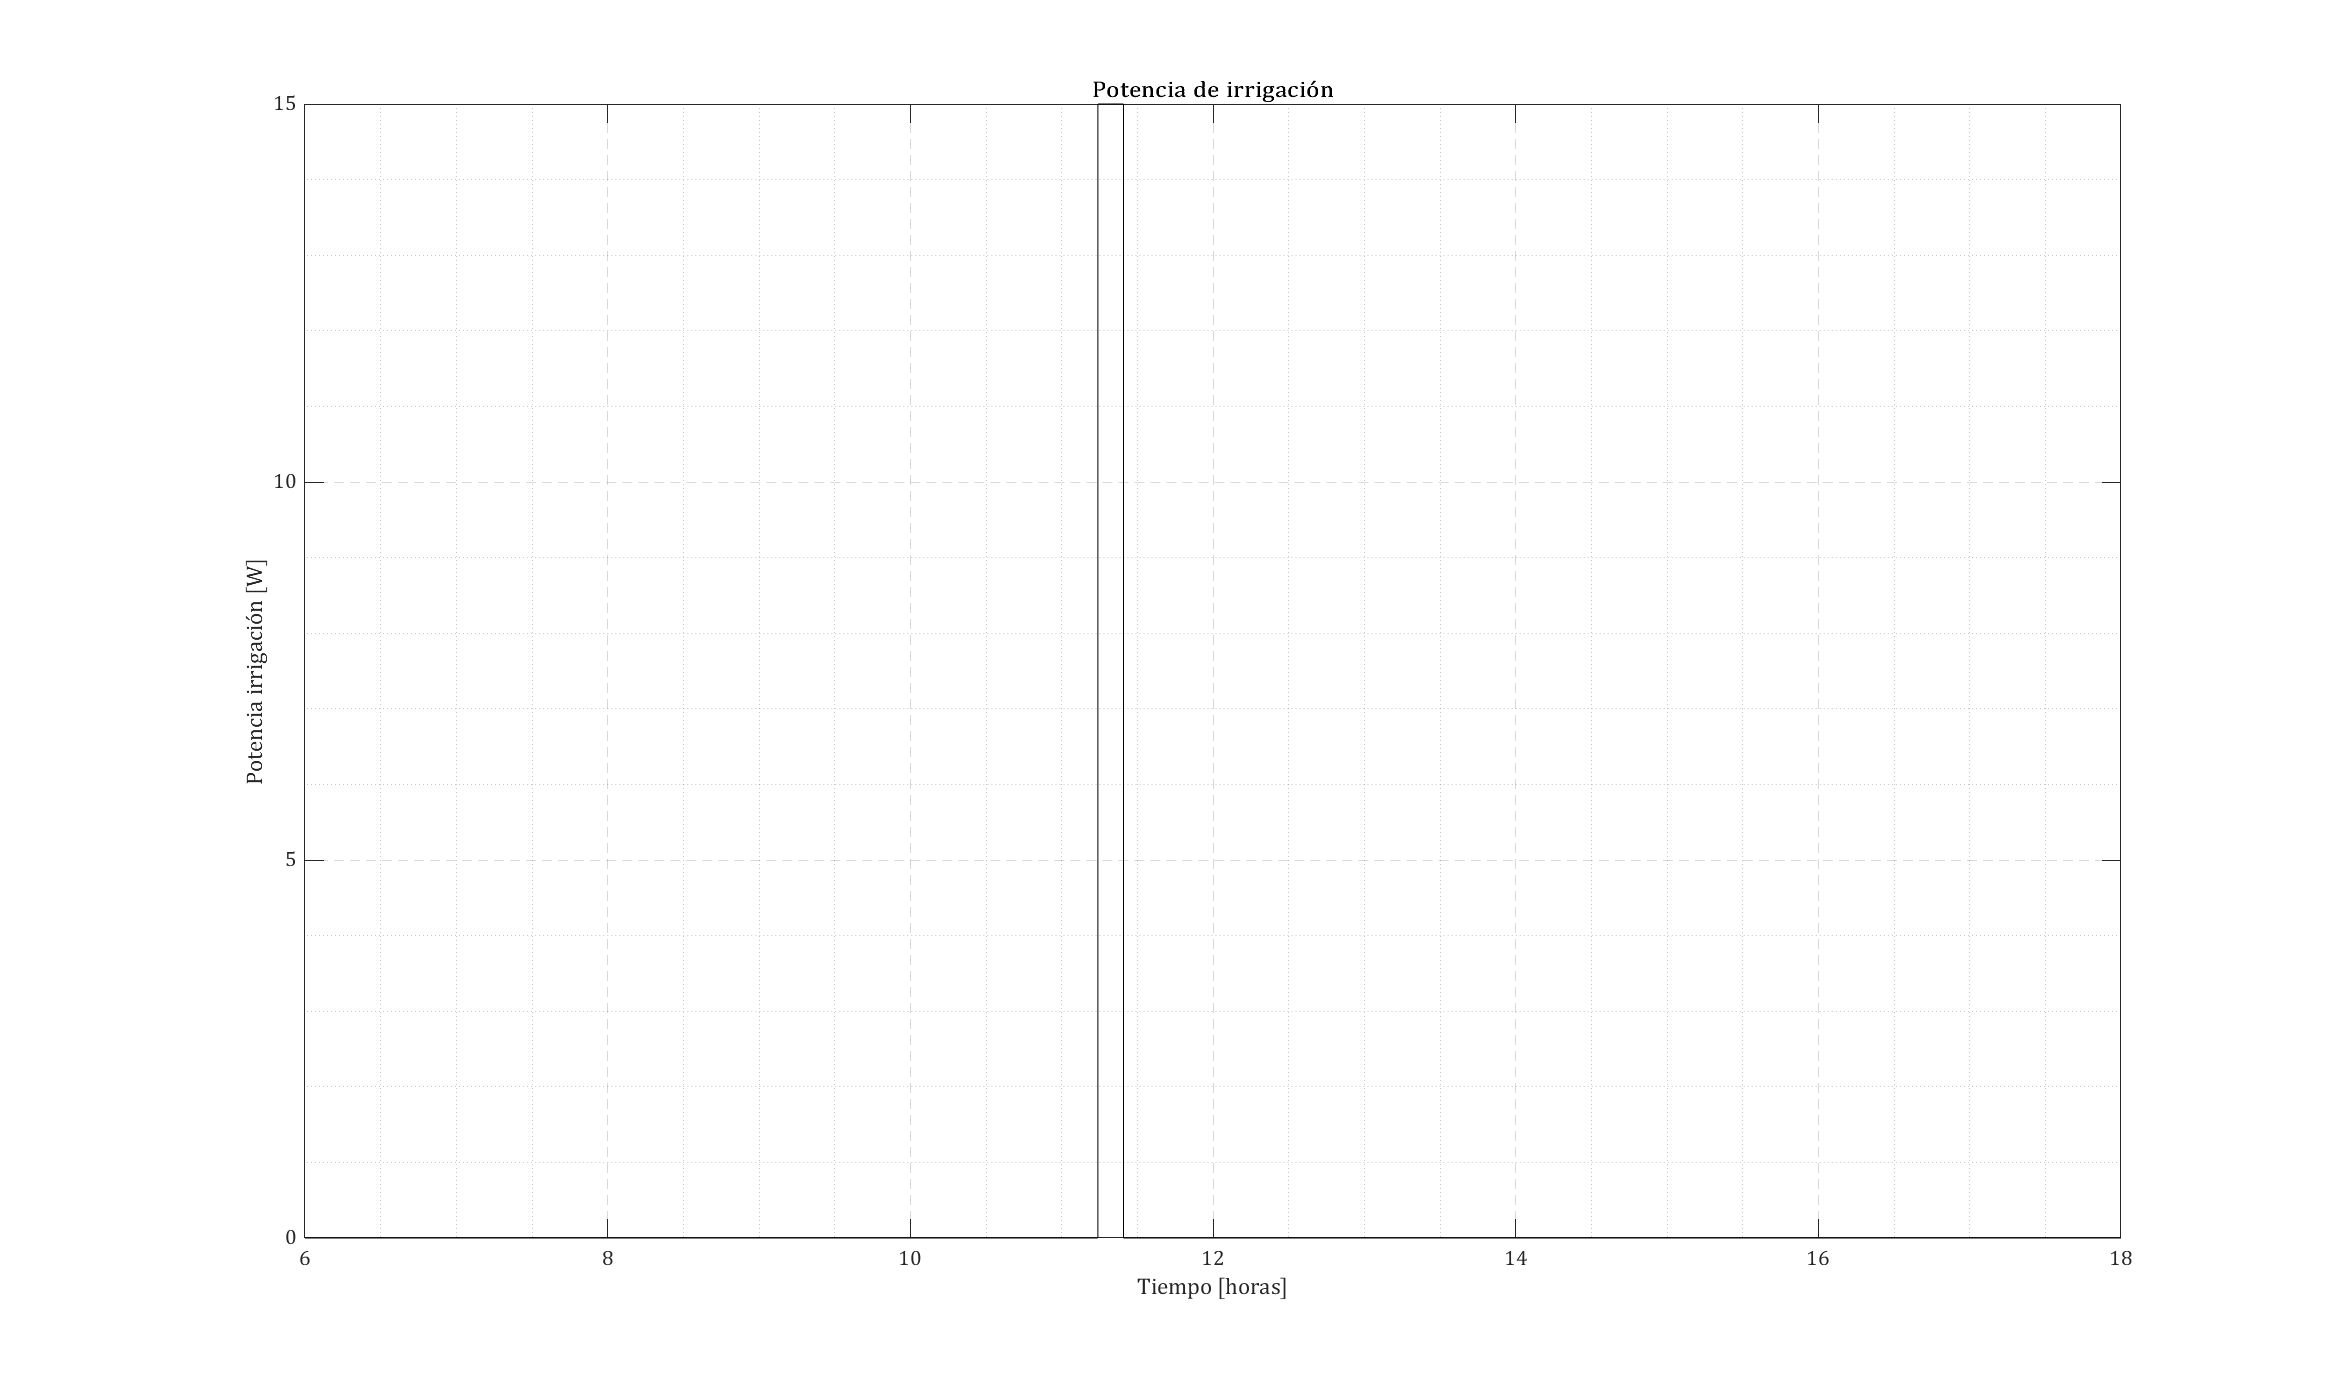 Potencia de irrigación
15
10
5
0
Potencia irrigación [W]
6 8 10 12 14 16 18
Tiempo [horas]